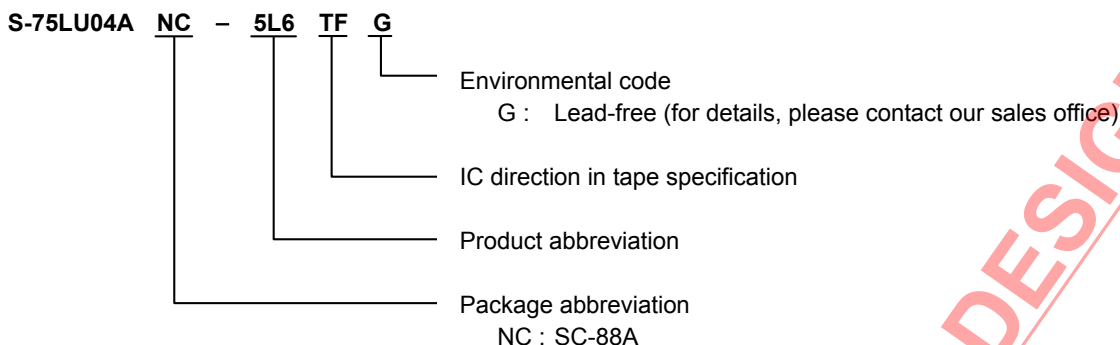 S-75LU04A NC – 5L6 TF G
Environmental code
G : Lead-free (for details, please contact our sales office)
IC direction in tape specification
Product abbreviation
Package abbreviation
NC : SC-88A